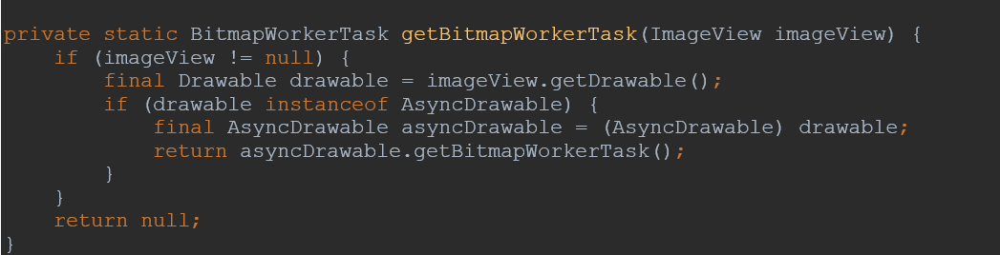 private static BitmapWorkerTask getBitmapWorkerTask(ImageView imageView) {
    if (imageView != null) {
        final Drawable drawable = imageView.getDrawable();
        if (drawable instanceof AsyncDrawable) {
            final AsyncDrawable asyncDrawable = (AsyncDrawable) drawable;
            return asyncDrawable.getBitmapWorkerTask();
        }
    }
    return null;
}